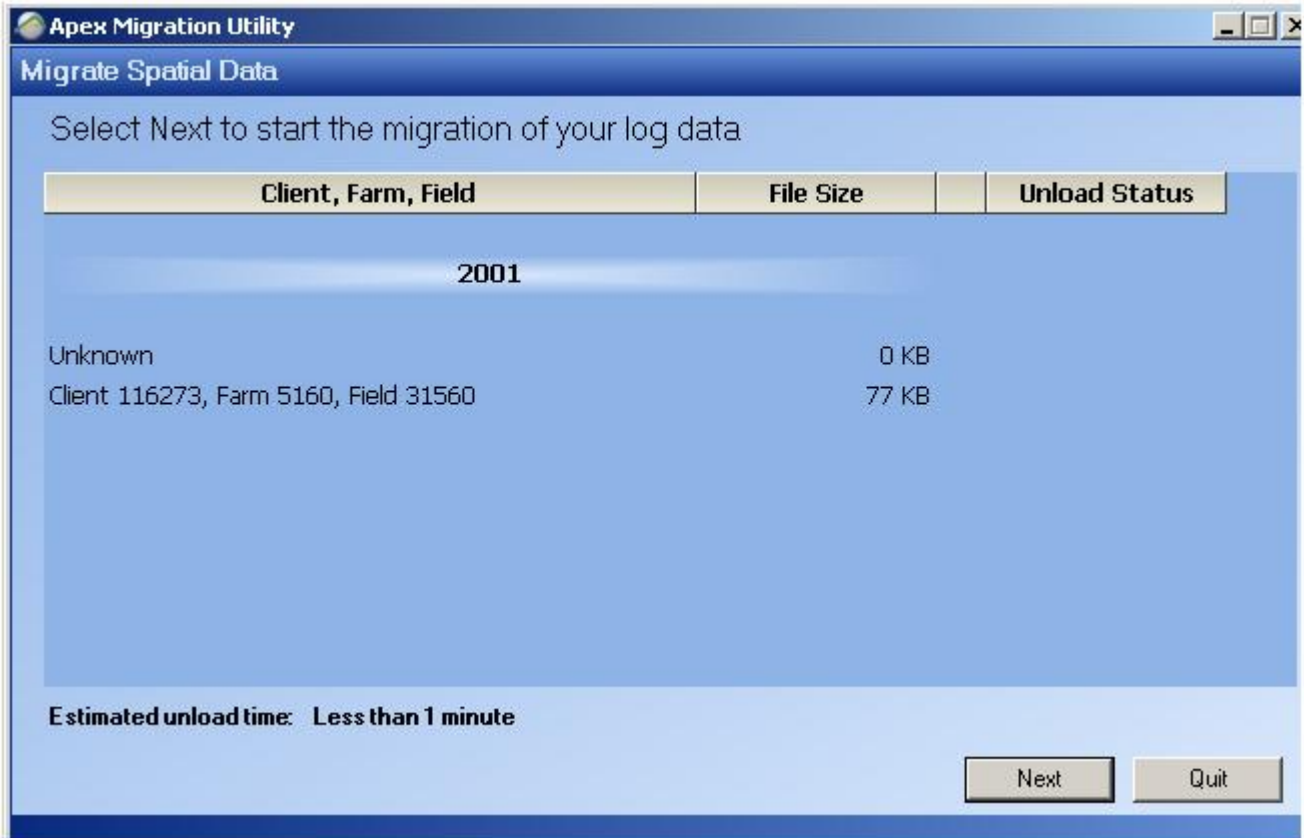 Apex Migration Utility
Migrate Spatial Data
Select Next to start the migration of your log data
Client, Farm, Field File Size Unload Status
2001
Unknown 0 KB
Client 116273, Farm 5160, Field 31560 77 KB
Estimated unload time: Less than 1 minute
Next Quit